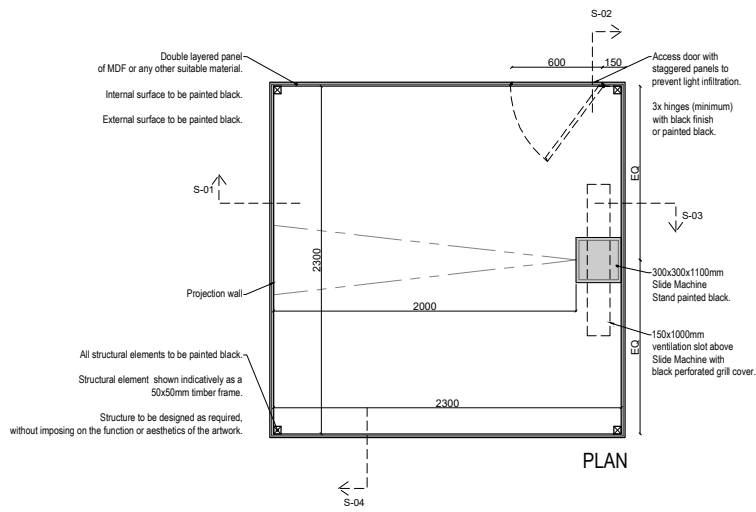 S-02
Double layered panel
of MDF or any other suitable material.
Internal surface to be painted black.
External surface to be painted black.
600
150
Access door with
staggered panels to
prevent light infiltration.
3x hinges (minimum)
with black finish
or painted black.
EQ
S-01
S-03
2300
300x300x1100mm
Slide Machine
Stand painted black.
Projection wall
2000
150x1000mm
ventilation slot above
Slide Machine with
black perforated grill cover.
EQ
All structural elements to be painted black.
Structural element shown indicatively as a
50x50mm timber frame.
Structure to be designed as required,
without imposing on the function or aesthetics of the artwork.
2300
PLAN
S-04